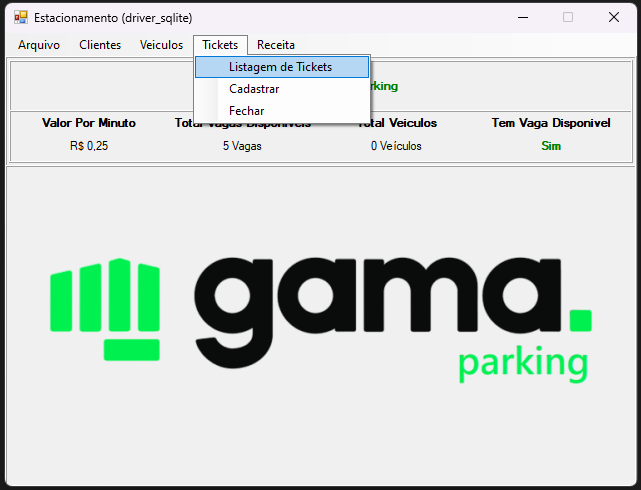 Estacionamento (driver_sqlite)
Arquivo Clientes Veiculos Tickets Receita
Listagem de Tickets
Cadastrar
Fechar
Valor Por Minuto Total Vagas Disponiveis Total Veiculos Tem Vaga Disponivel
R$ 0,25 5 Vagas 0 Veículos Sim
gama.
parking